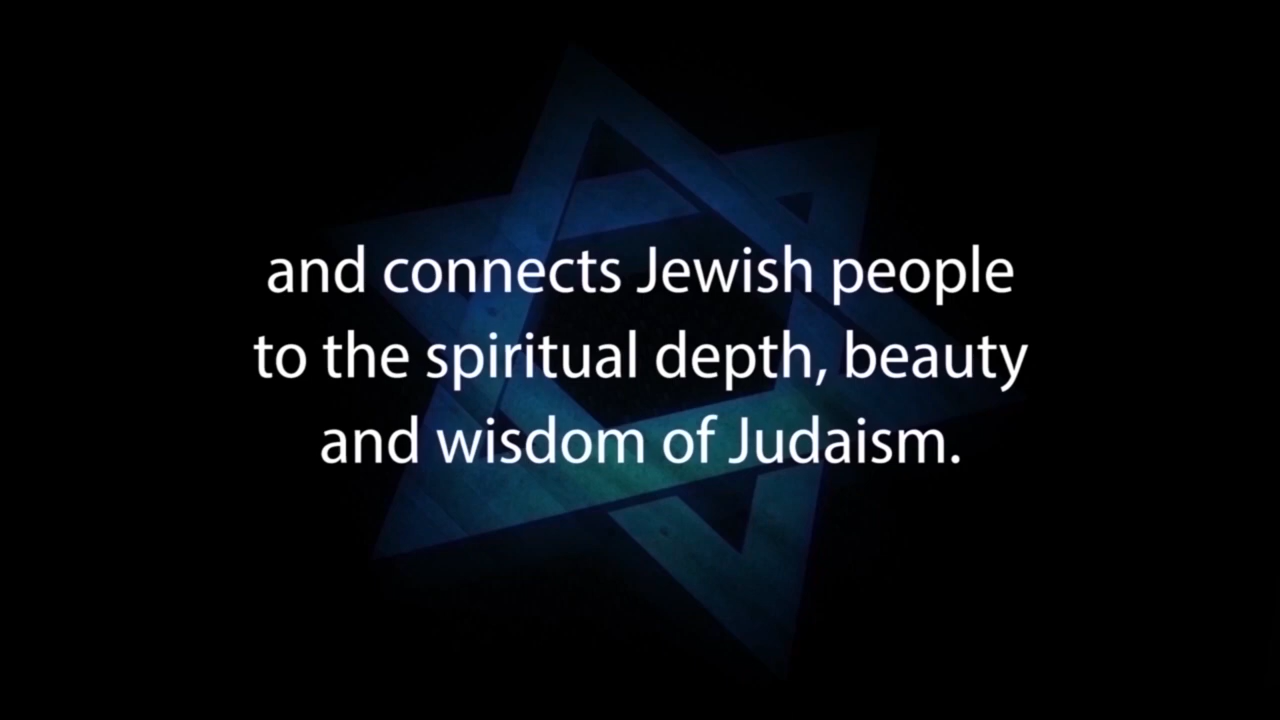 and connects Jewish people
to the spiritual depth, beauty
and wisdom of Judaism.